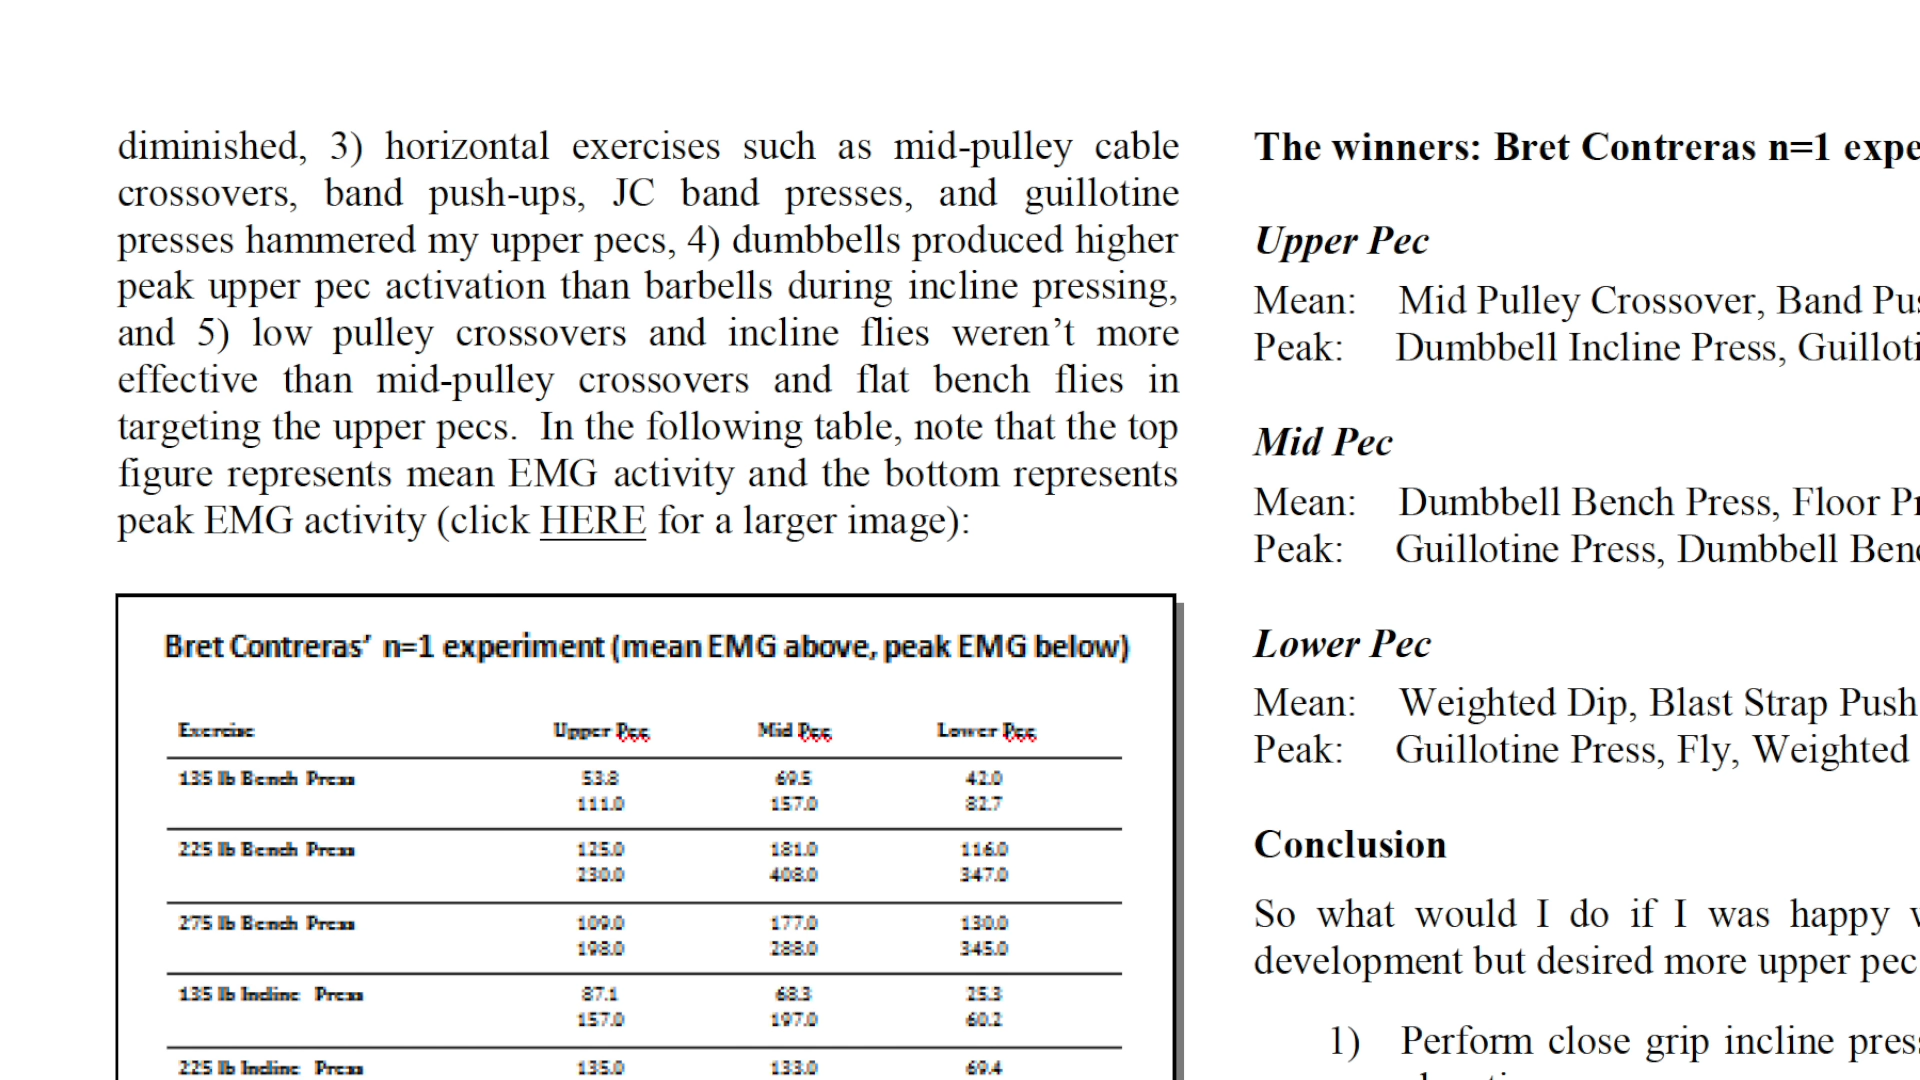 diminished, 3) horizontal exercises such as mid-pulley cable
crossovers, band push-ups, JC band presses, and guillotine
presses hammered my upper pecs, 4) dumbbells produced higher
peak upper pec activation than barbells during incline pressing,
and 5) low pulley crossovers and incline flies weren't more
effective than mid-pulley crossovers and flat bench flies in
targeting the upper pecs. In the following table, note that the top
figure represents mean EMG activity and the bottom represents
peak EMG activity (click HERE for a larger image):
Bret Contreras' n=1 experiment (mean EMG above, peak EMG below)
Exercise Upper Pec Mid Pec Lower Pec
135 lb Bench Press 53.8 69.5 42.0
111.0 157.0 82.7
225 lb Bench Press 125.0 181.0 116.0
230.0 408.0 347.0
275 lb Bench Press 109.0 177.0 130.0
198.0 288.0 345.0
135 lb Incline Press 87.1 68.3 25.3
157.0 197.0 60.2
225 lb Incline Press 135.0 133.0 69.4
The winners: Bret Contreras n=1 expe
Upper Pec
Mean: Mid Pulley Crossover, Band Pus
Peak: Dumbbell Incline Press, Guilloti
Mid Pec
Mean: Dumbbell Bench Press, Floor Pr
Peak: Guillotine Press, Dumbbell Benc
Lower Pec
Mean: Weighted Dip, Blast Strap Push
Peak: Guillotine Press, Fly, Weighted
Conclusion
So what would I do if I was happy w
development but desired more upper pec
1) Perform close grip incline press